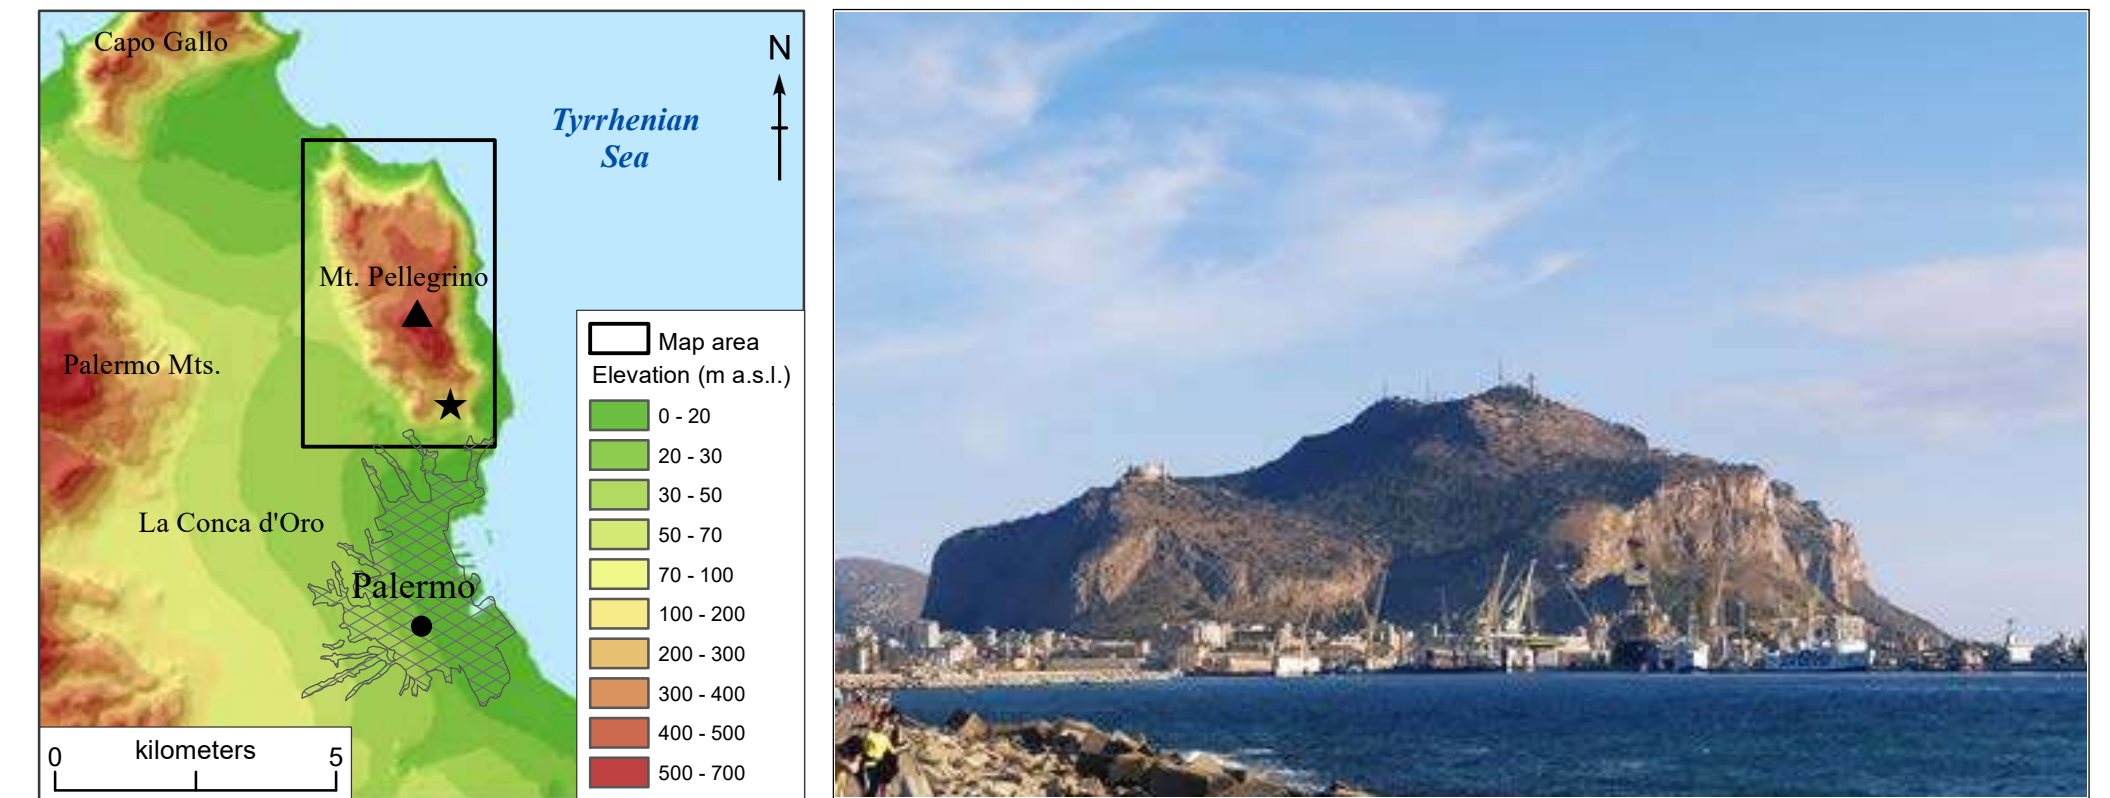 Capo Gallo
N
Tyrrhenian
Sea
Mt. Pellegrino
Palermo Mts.
La Conca d'Oro
Palermo
Map area
Elevation (m a.s.l.)
0 - 20
20 - 30
30 - 50
50 - 70
70 - 100
100 - 200
200 - 300
300 - 400
400 - 500
500 - 700
0 kilometers 5